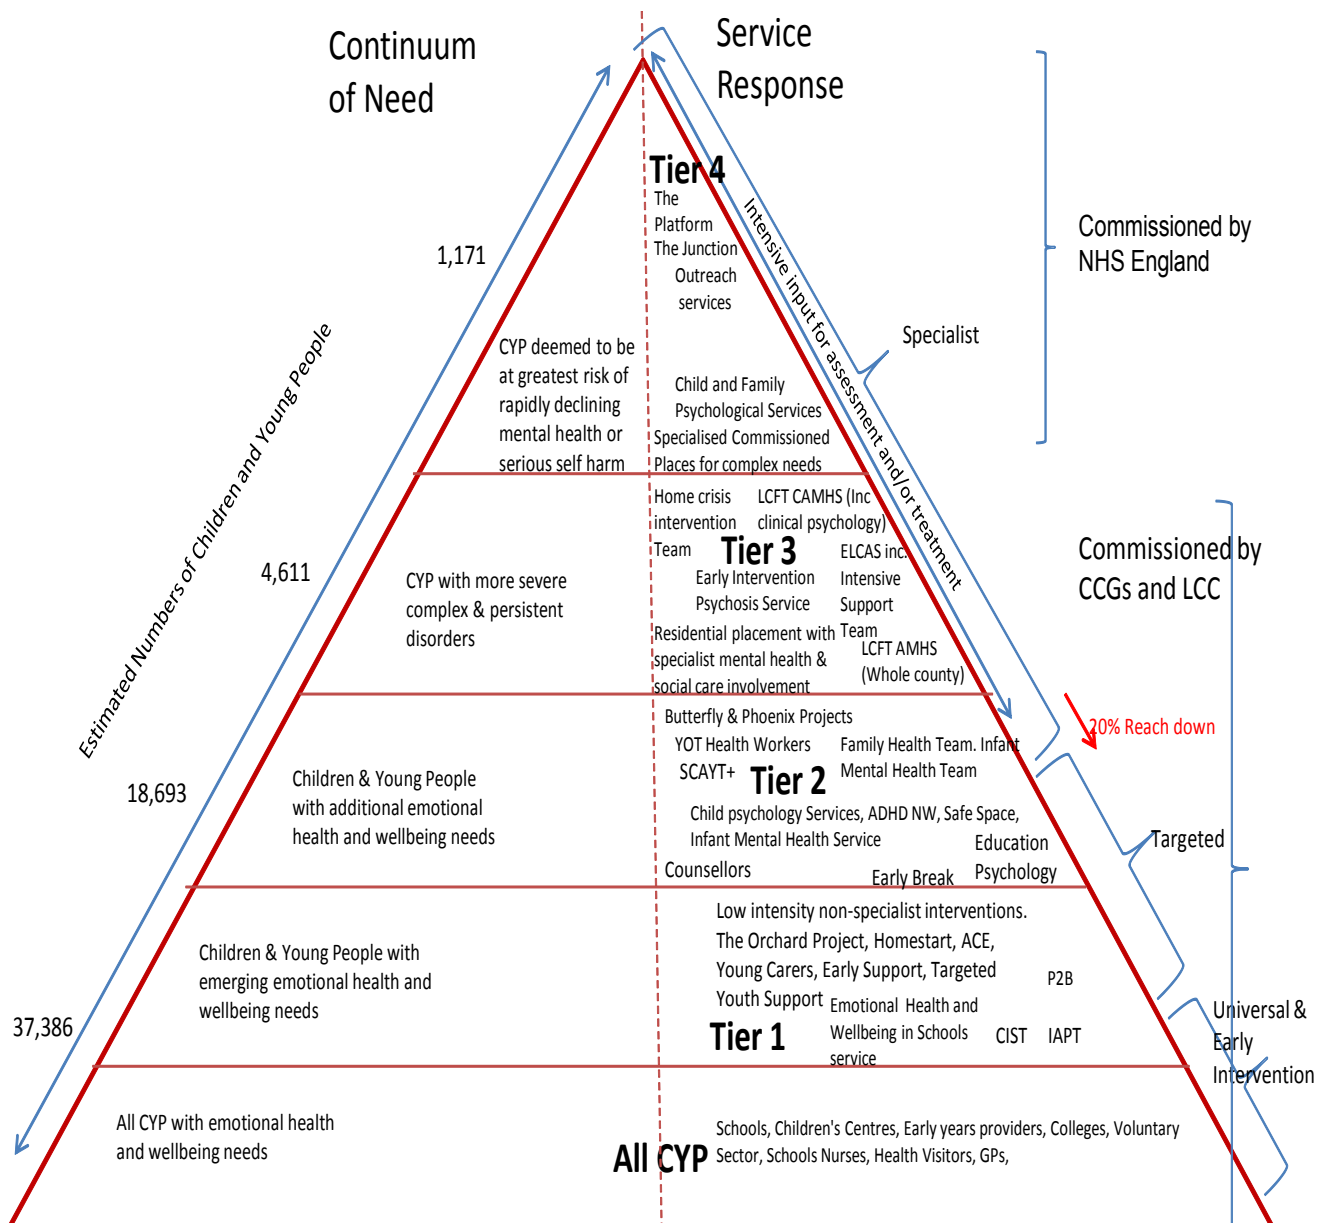 Continuum
of Need
Service
Response
Tier 4
The
Platform
The Junction
Outreach
services
Child and Family
Psychological Services
Specialised Commissioned
Places for complex needs
Intensive input for assessment and/or treatment
Commissioned by
NHS England
Specialist
1,171
CYP deemed to be
at greatest risk of
rapidly declining
mental health or
serious self harm
Estimated Numbers of Children and Young People
4,611
CYP with more severe
complex & persistent
disorders
Home crisis
intervention
Team
LCFT CAMHS (Inc
clinical psychology)
Tier 3
ELCAS inc.
Intensive
Support
Team
Early Intervention
Psychosis Service
Residential placement with
specialist mental health &
social care involvement
LCFT AMHS
(Whole county)
Commissioned by
CCGs and LCC
20% Reach down
18,693
Children & Young People
with additional emotional
health and wellbeing needs
Butterfly & Phoenix Projects
YOT Health Workers
SCAYT+
Tier 2
Family Health Team. Infant
Mental Health Team
Child psychology Services, ADHD NW, Safe Space,
Infant Mental Health Service
Education
Psychology
Counsellors
Early Break
Targeted
37,386
Children & Young People with
emerging emotional health and
wellbeing needs
Low intensity non-specialist interventions.
The Orchard Project, Homestart, ACE,
Young Carers, Early Support, Targeted
Youth Support
P2B
Emotional Health and
Wellbeing in Schools
service
Tier 1
CIST
IAPT
Universal &
Early
Intervention
All CYP with emotional health
and wellbeing needs
All CYP
Schools, Children's Centres, Early years providers, Colleges, Voluntary
Sector, Schools Nurses, Health Visitors, GPs,